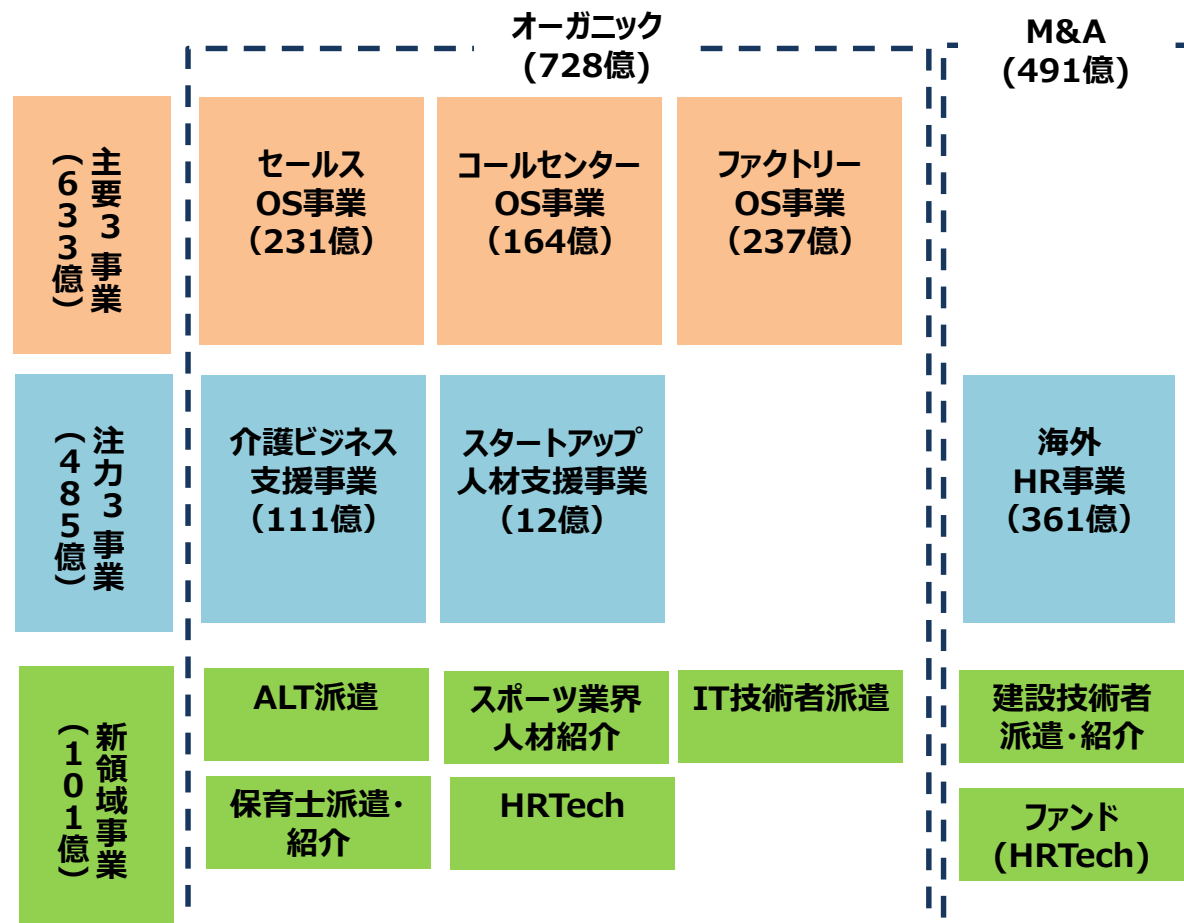 オーガニック
(728億)
M&A
(491億)
主要３事業
(６３３億)
セールス
OS事業
（231億）
コールセンター
OS事業
（164億）
ファクトリー
OS事業
（237億）
注力３事業
(４８５億)
介護ビジネス
支援事業
（111億）
スタートアップ
人材支援事業
（12億）
海外
HR事業
（361億）
新領域事業
(１０１億)
ALT派遣
スポーツ業界
人材紹介
IT技術者派遣
建設技術者
派遣･紹介
保育士派遣･
紹介
HRTech
ファンド
(HRTech)